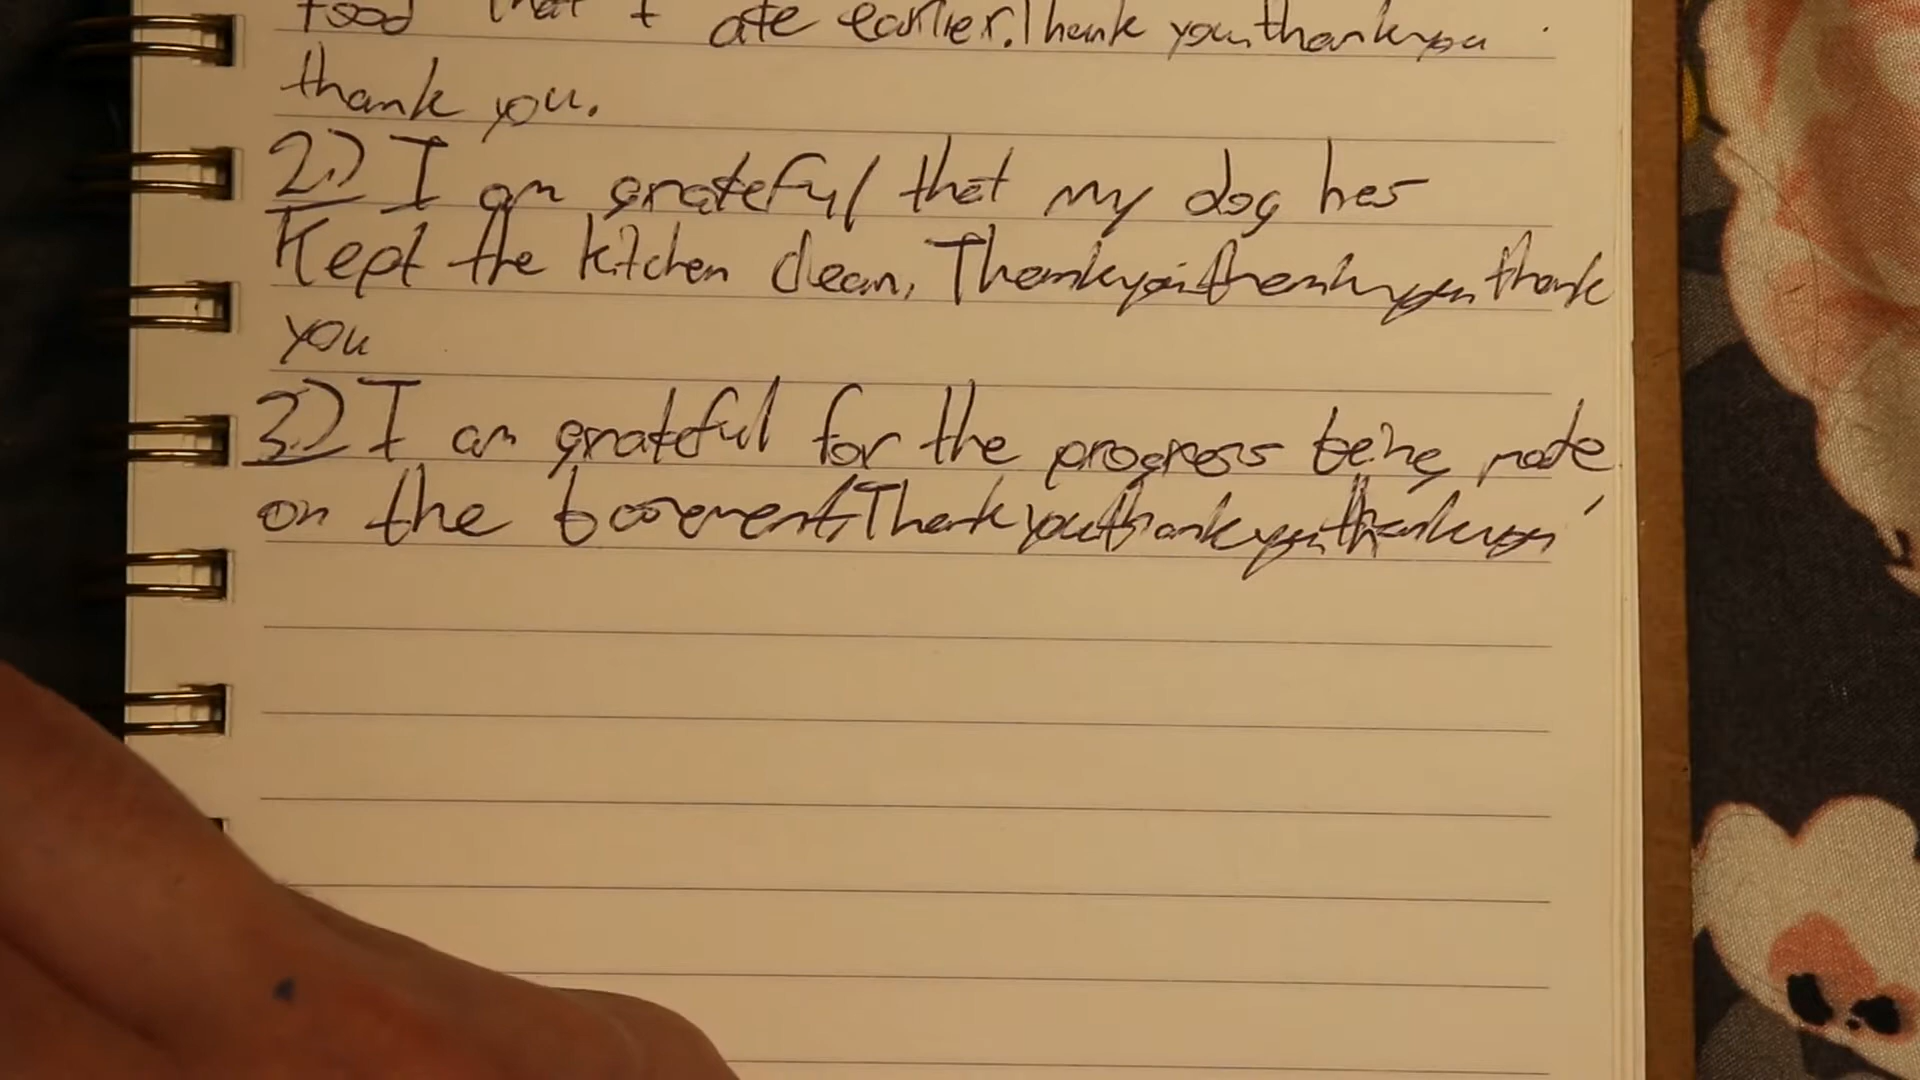 food that I ate earlier. Thank you, thank you
thank you.
2.) I am grateful that my dog has
kept the kitchen clean, Thank you, thank you, thank
you
3.) I am grateful for the progress being made
on the basement, Thank you, thank you, thank you